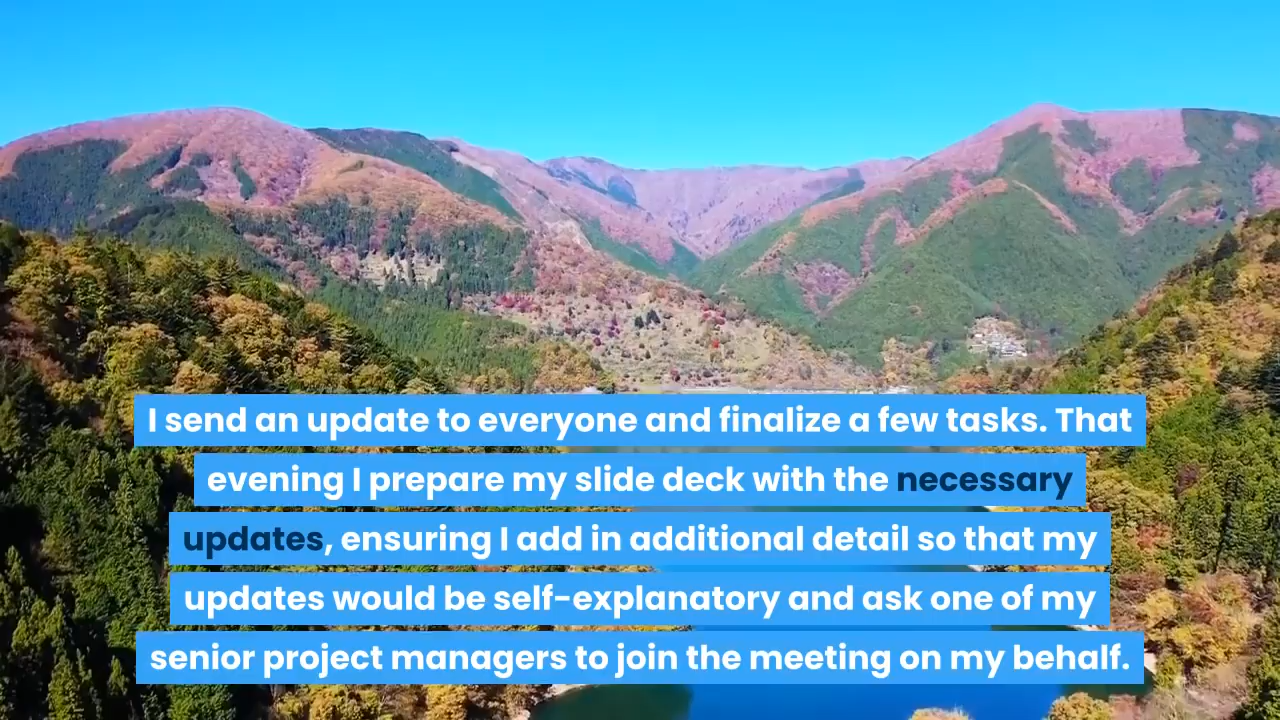 I send an update to everyone and finalize a few tasks. That
evening I prepare my slide deck with the necessary
updates, ensuring I add in additional detail so that my
updates would be self-explanatory and ask one of my
senior project managers to join the meeting on my behalf.